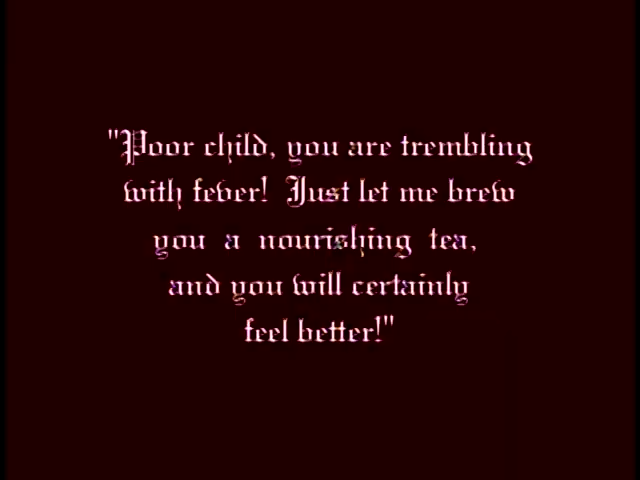 "Poor child, you are trembling
with fever! Just let me brew
you a nourishing tea,
and you will certainly
feel better!"